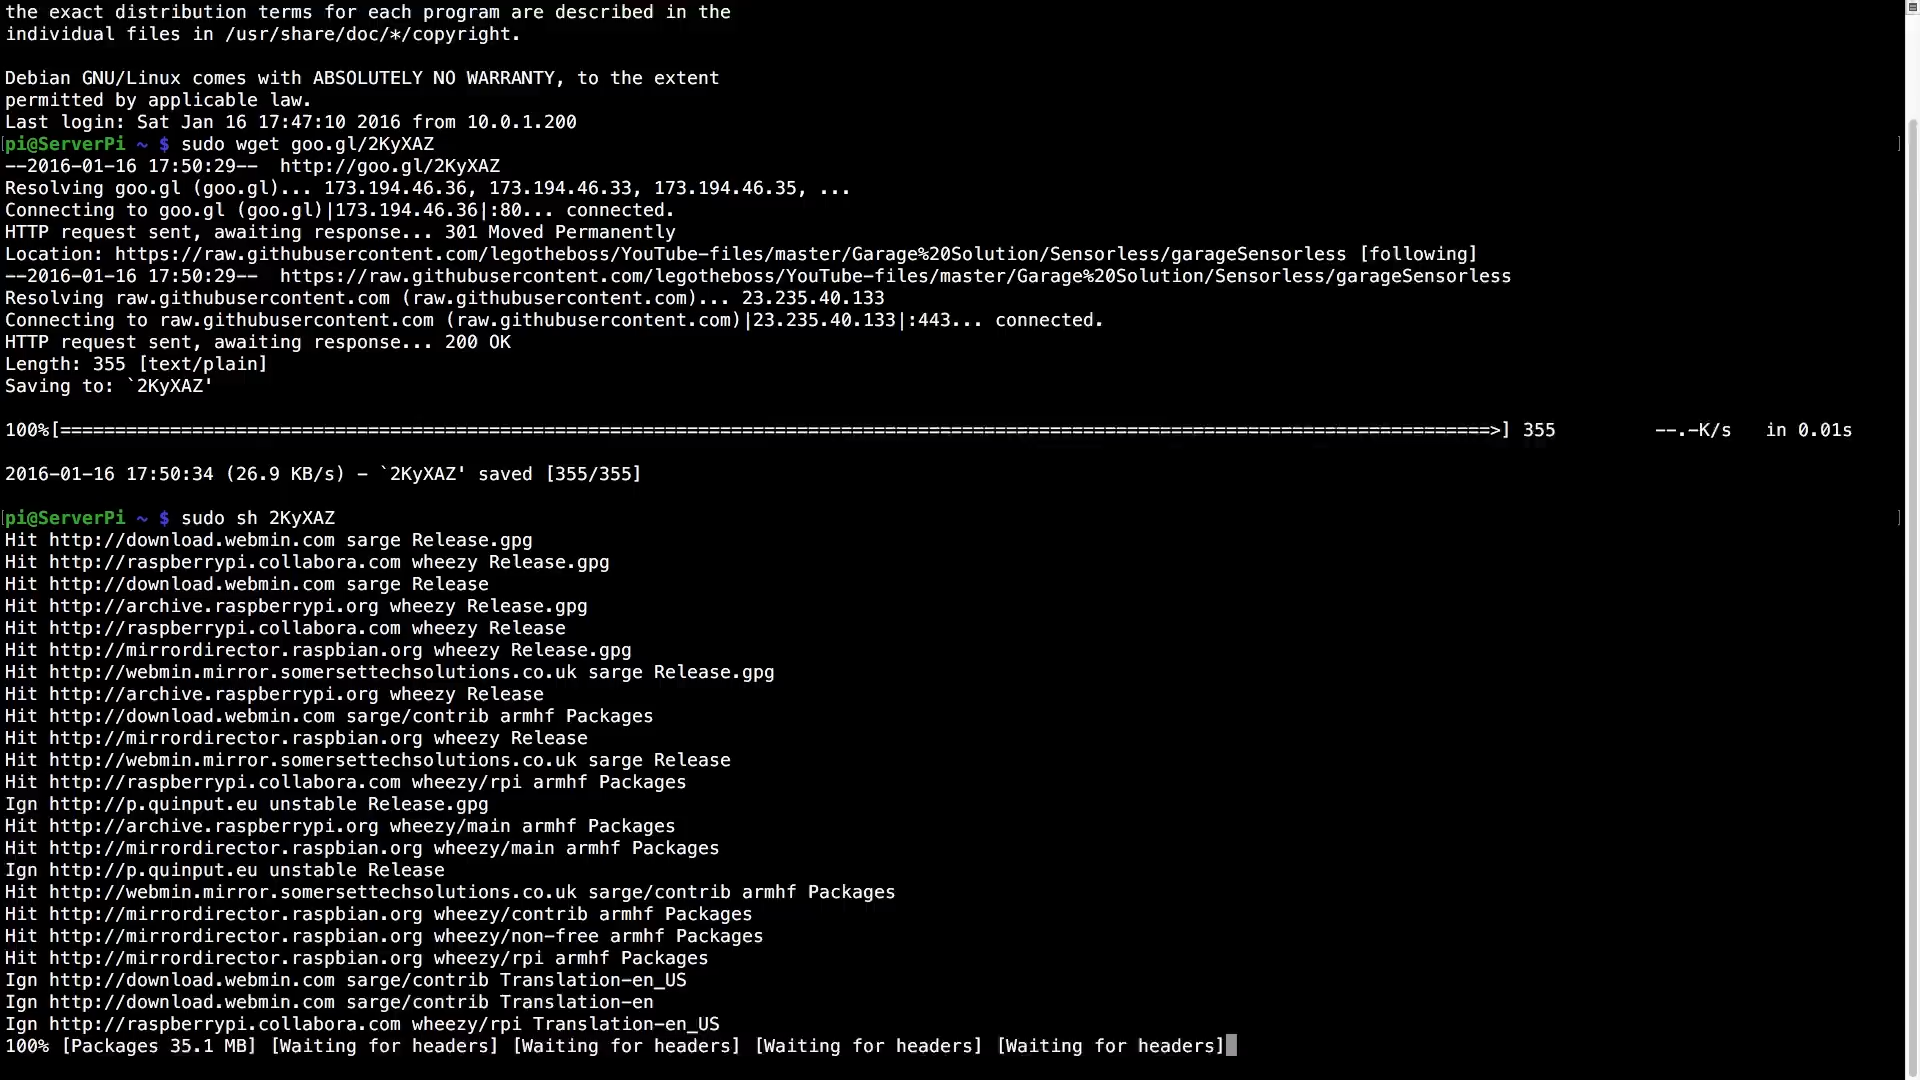 the exact distribution terms for each program are described in the
individual files in /usr/share/doc/*/copyright.
Debian GNU/Linux comes with ABSOLUTELY NO WARRANTY, to the extent
permitted by applicable law.
Last login: Sat Jan 16 17:47:10 2016 from 10.0.1.200
[pi@ServerPi ~ $ sudo wget goo.gl/2KyXAZ ]
--2016-01-16 17:50:29--  http://goo.gl/2KyXAZ
Resolving goo.gl (goo.gl)... 173.194.46.36, 173.194.46.33, 173.194.46.35, ...
Connecting to goo.gl (goo.gl)|173.194.46.36|:80... connected.
HTTP request sent, awaiting response... 301 Moved Permanently
Location: https://raw.githubusercontent.com/legotheboss/YouTube-files/master/Garage%20Solution/Sensorless/garageSensorless [following]
--2016-01-16 17:50:29--  https://raw.githubusercontent.com/legotheboss/YouTube-files/master/Garage%20Solution/Sensorless/garageSensorless
Resolving raw.githubusercontent.com (raw.githubusercontent.com)... 23.235.40.133
Connecting to raw.githubusercontent.com (raw.githubusercontent.com)|23.235.40.133|:443... connected.
HTTP request sent, awaiting response... 200 OK
Length: 355 [text/plain]
Saving to: `2KyXAZ'
100%[==================================================================================================================================>] 355         --.-K/s   in 0.01s
2016-01-16 17:50:34 (26.9 KB/s) - `2KyXAZ' saved [355/355]
[pi@ServerPi ~ $ sudo sh 2KyXAZ ]
Hit http://download.webmin.com sarge Release.gpg
Hit http://raspberrypi.collabora.com wheezy Release.gpg
Hit http://download.webmin.com sarge Release
Hit http://archive.raspberrypi.org wheezy Release.gpg
Hit http://raspberrypi.collabora.com wheezy Release
Hit http://mirrordirector.raspbian.org wheezy Release.gpg
Hit http://webmin.mirror.somersettechsolutions.co.uk sarge Release.gpg
Hit http://archive.raspberrypi.org wheezy Release
Hit http://download.webmin.com sarge/contrib armhf Packages
Hit http://mirrordirector.raspbian.org wheezy Release
Hit http://webmin.mirror.somersettechsolutions.co.uk sarge Release
Hit http://raspberrypi.collabora.com wheezy/rpi armhf Packages
Ign http://p.quinput.eu unstable Release.gpg
Hit http://archive.raspberrypi.org wheezy/main armhf Packages
Hit http://mirrordirector.raspbian.org wheezy/main armhf Packages
Ign http://p.quinput.eu unstable Release
Hit http://webmin.mirror.somersettechsolutions.co.uk sarge/contrib armhf Packages
Hit http://mirrordirector.raspbian.org wheezy/contrib armhf Packages
Hit http://mirrordirector.raspbian.org wheezy/non-free armhf Packages
Hit http://mirrordirector.raspbian.org wheezy/rpi armhf Packages
Ign http://download.webmin.com sarge/contrib Translation-en_US
Ign http://download.webmin.com sarge/contrib Translation-en
Ign http://raspberrypi.collabora.com wheezy/rpi Translation-en_US
100% [Packages 35.1 MB] [Waiting for headers] [Waiting for headers] [Waiting for headers] [Waiting for headers]